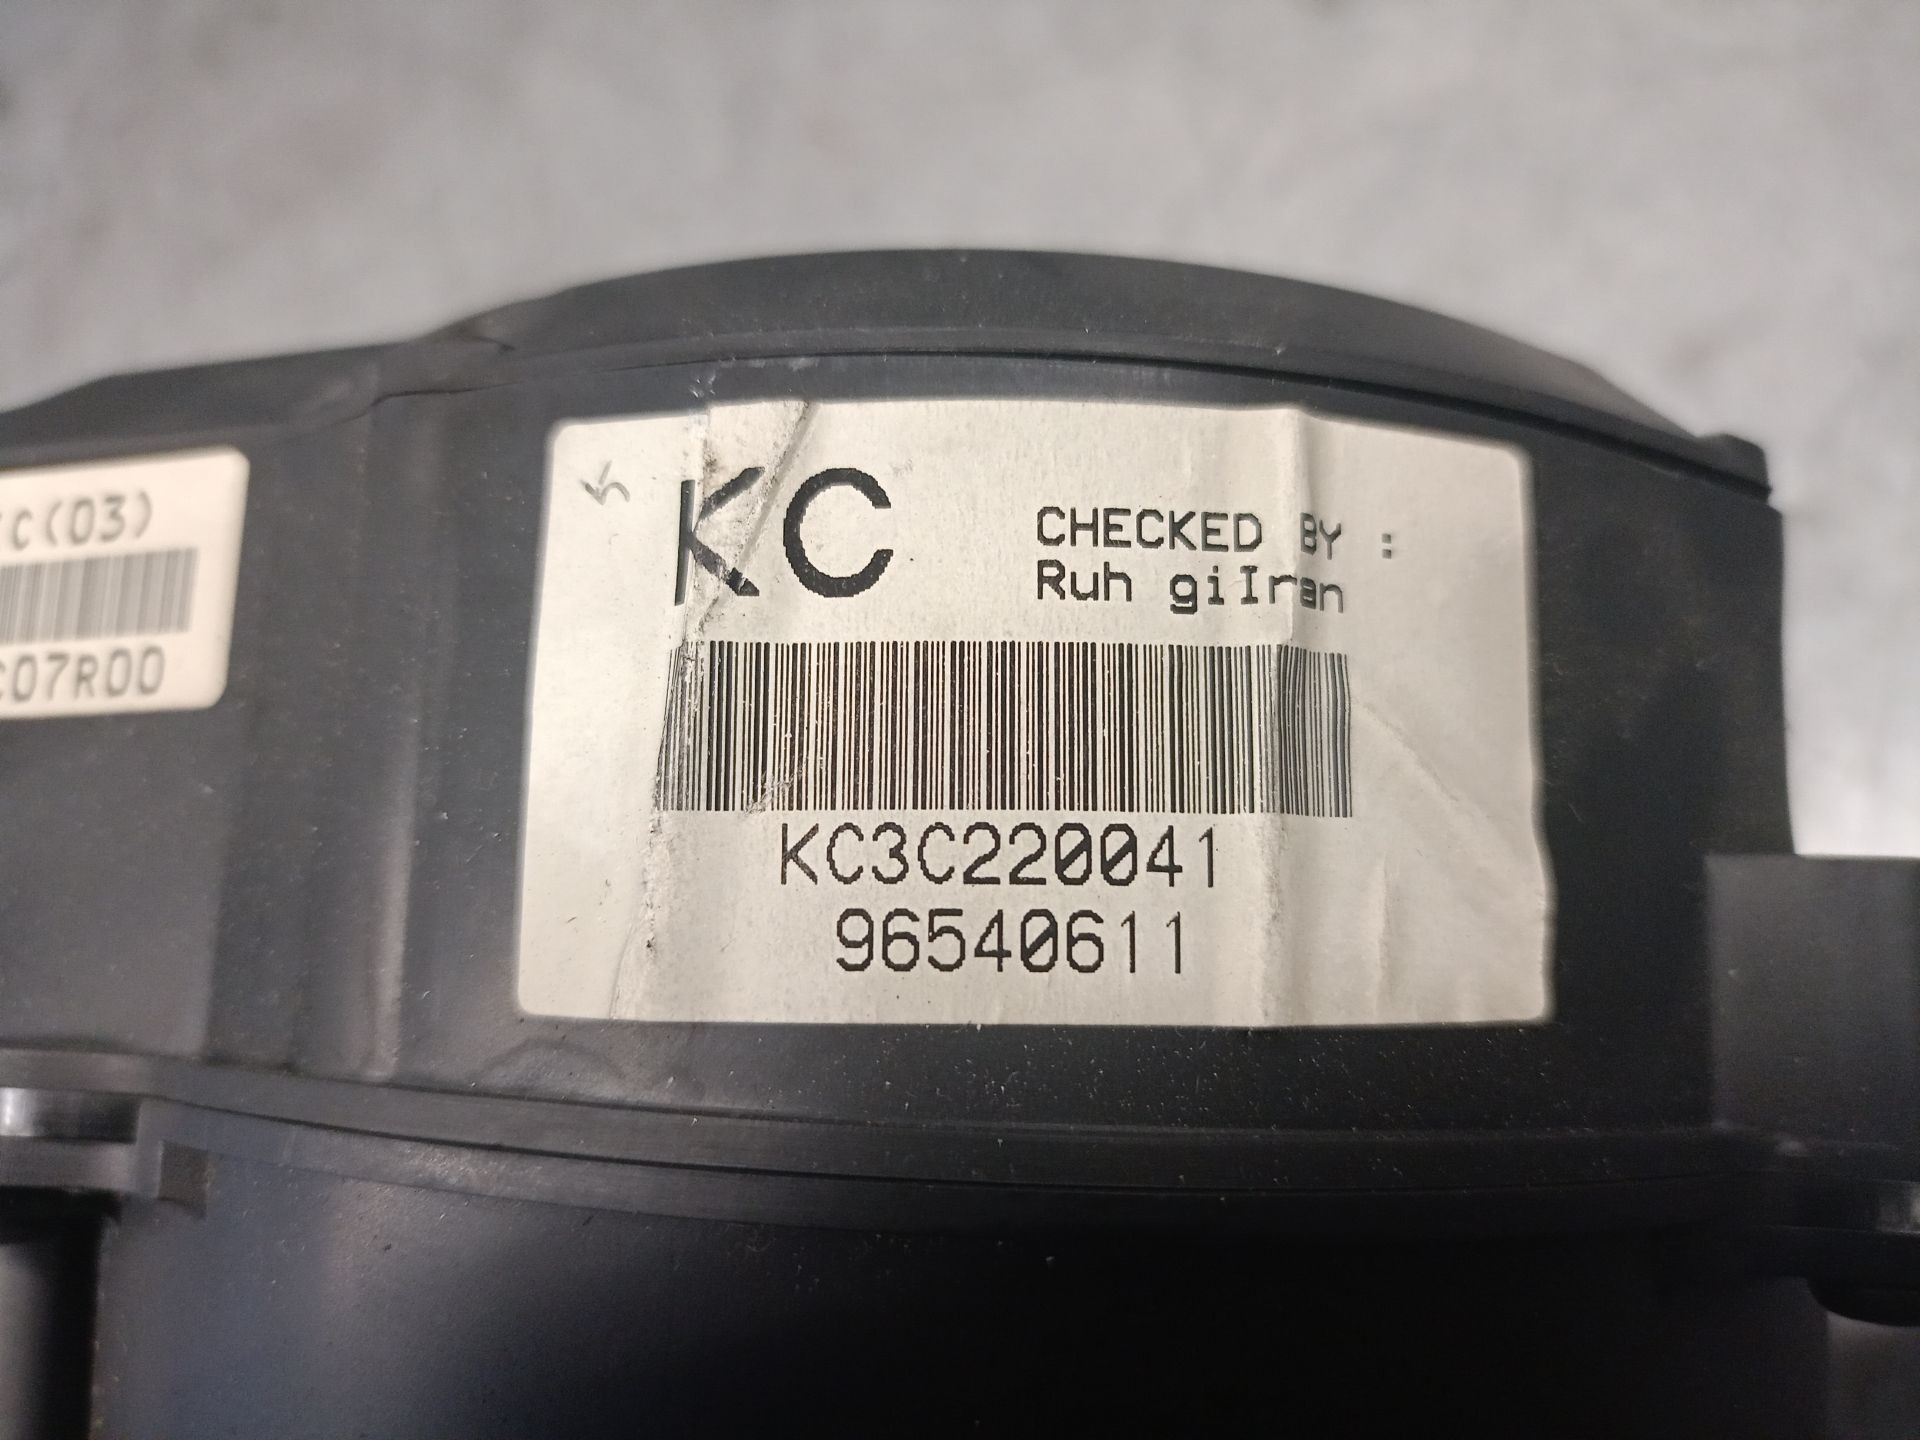 C(03)
C07R00
KC
CHECKED BY :
Ruh giIran
KC3C220041
96540611